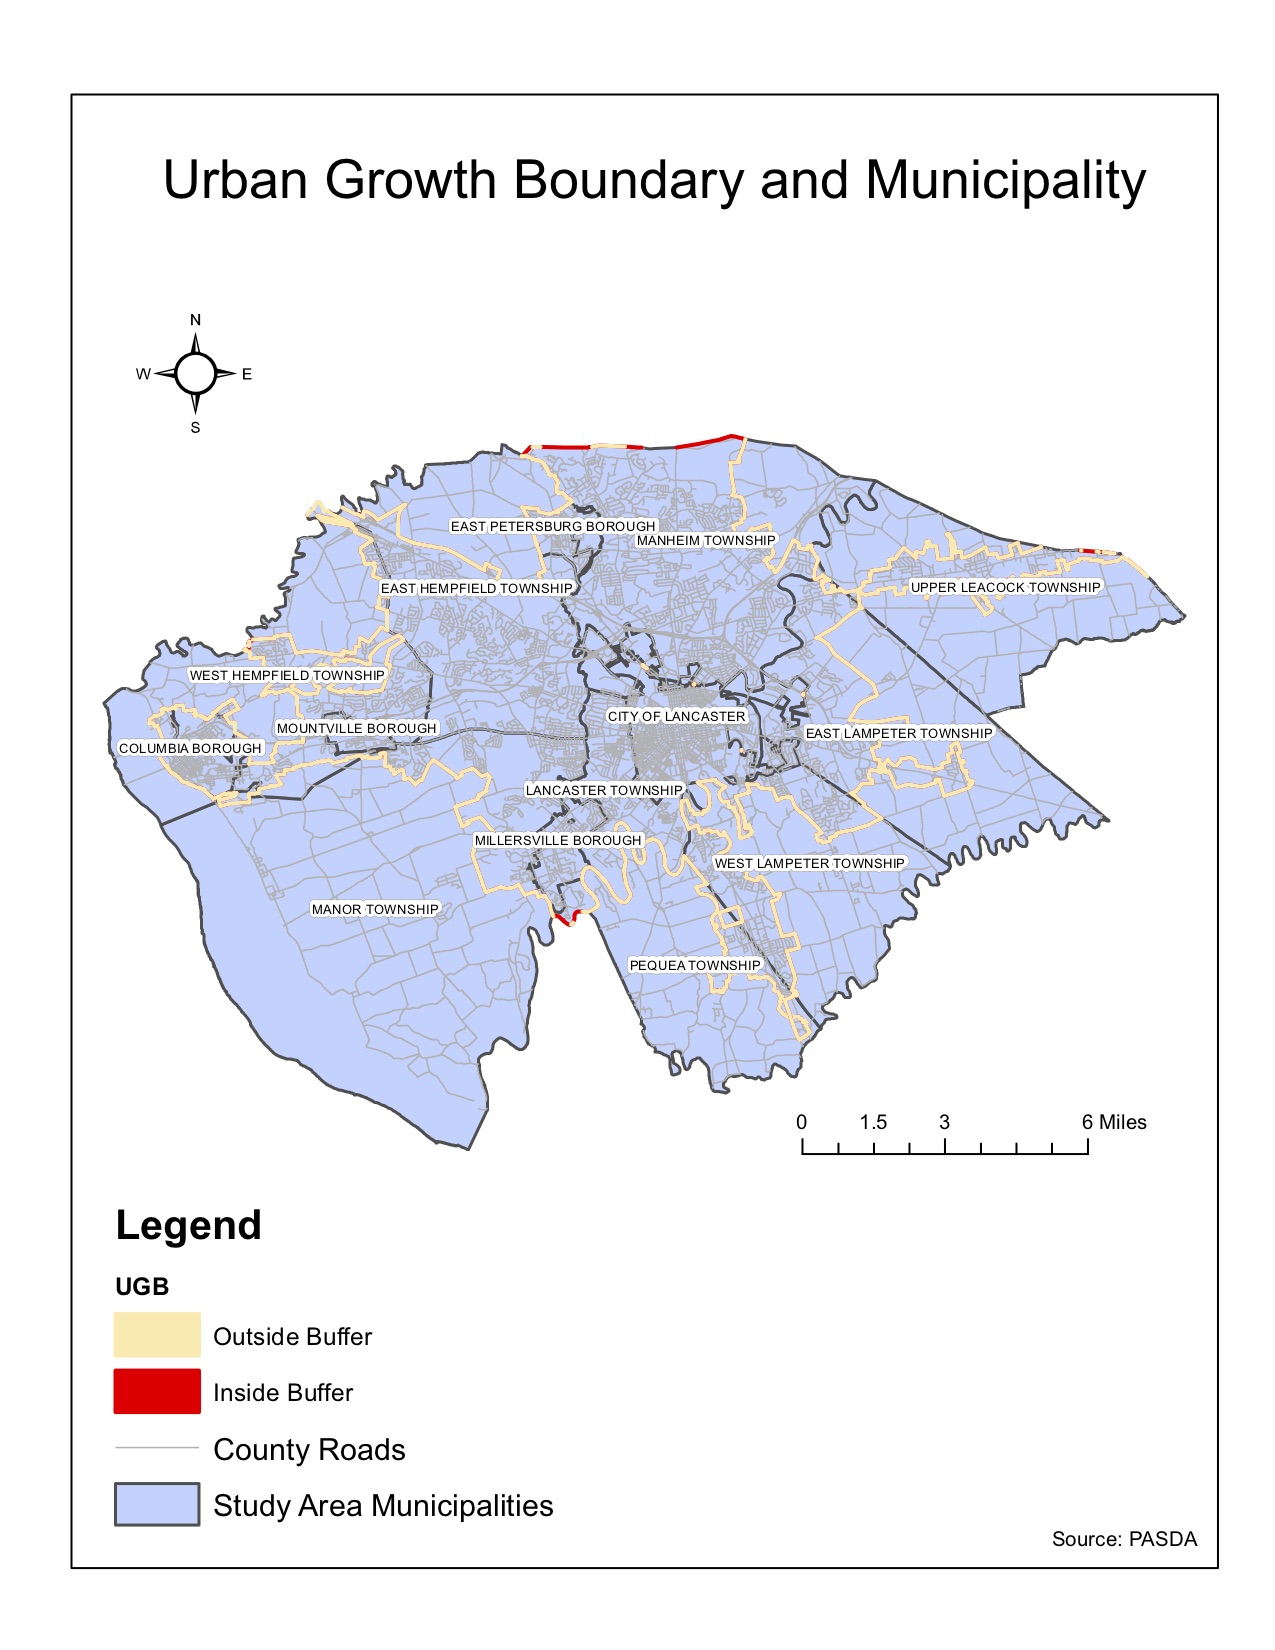 Urban Growth Boundary and Municipality
N
W
E
S
EAST PETERSBURG BOROUGH
MANHEIM TOWNSHIP
EAST HEMPFIELD TOWNSHIP
UPPER LEACOCK TOWNSHIP
WEST HEMPFIELD TOWNSHIP
CITY OF LANCASTER
MOUNTVILLE BOROUGH
EAST LAMPETER TOWNSHIP
COLUMBIA BOROUGH
LANCASTER TOWNSHIP
MILLERSVILLE BOROUGH
WEST LAMPETER TOWNSHIP
MANOR TOWNSHIP
PEQUEA TOWNSHIP
0 1.5 3 6 Miles
Legend
UGB
Outside Buffer
Inside Buffer
County Roads
Study Area Municipalities
Source: PASDA